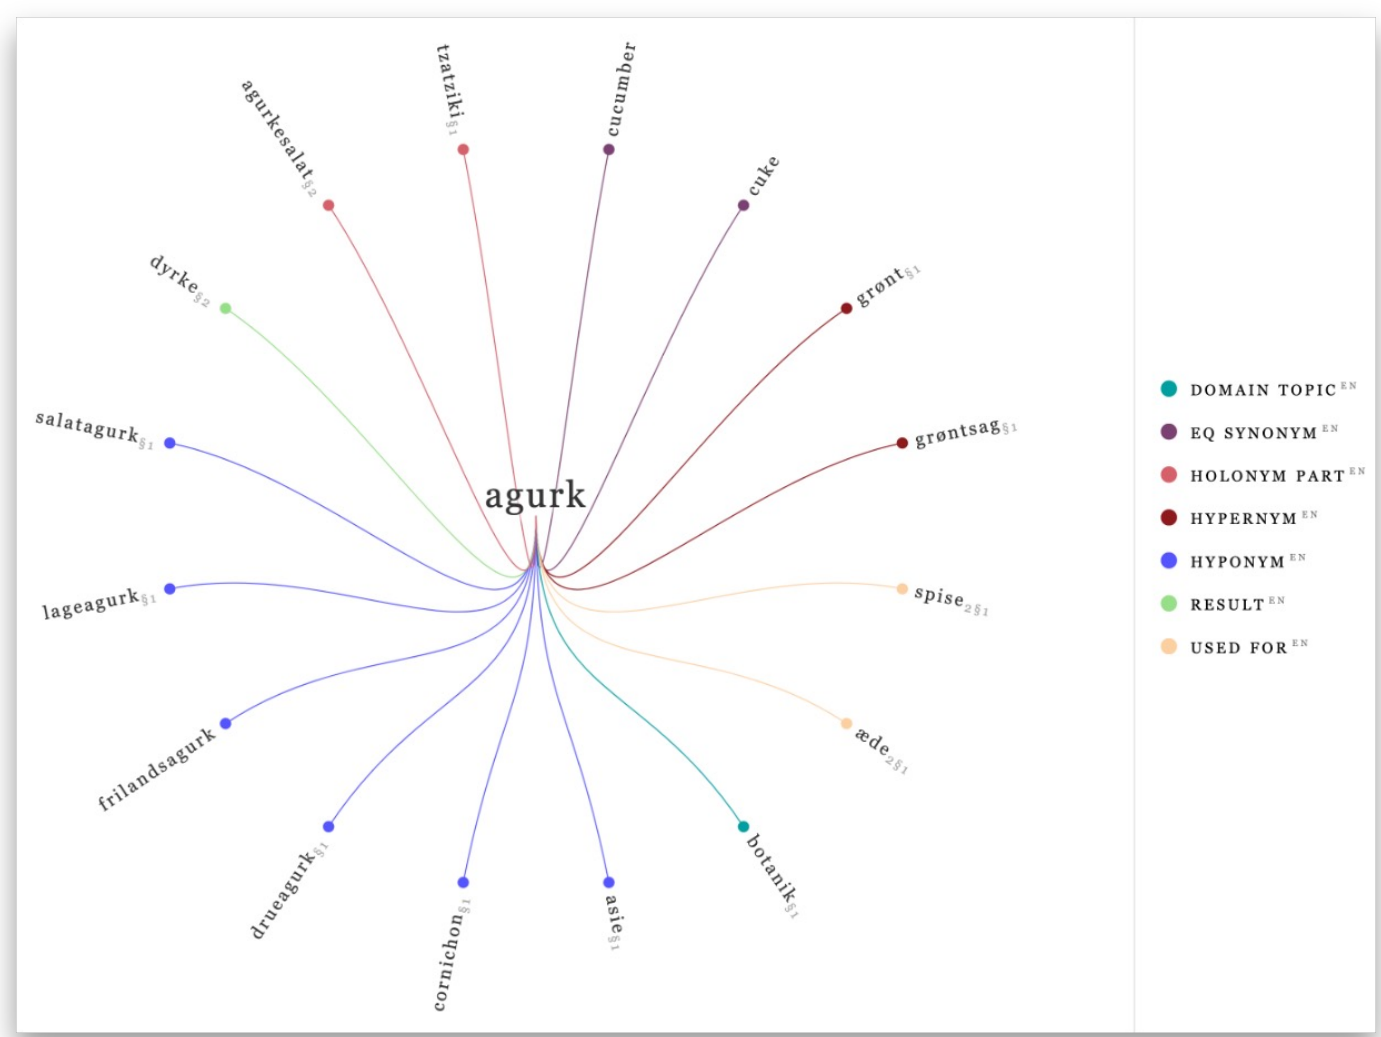 tzatziki§1
cucumber
agurkesalat§2
cuke
dyrke§2
grønt§1
salatagurk§1
grøntsag§1
agurk
lageagurk§1
spise2§1
frilandsagurk
æde2§1
drueagurk§1
botanik§1
cornichon§1
asie§1
DOMAIN TOPIC EN
EQ SYNONYM EN
HOLONYM PART EN
HYPERNYM EN
HYPONYM EN
RESULT EN
USED FOR EN